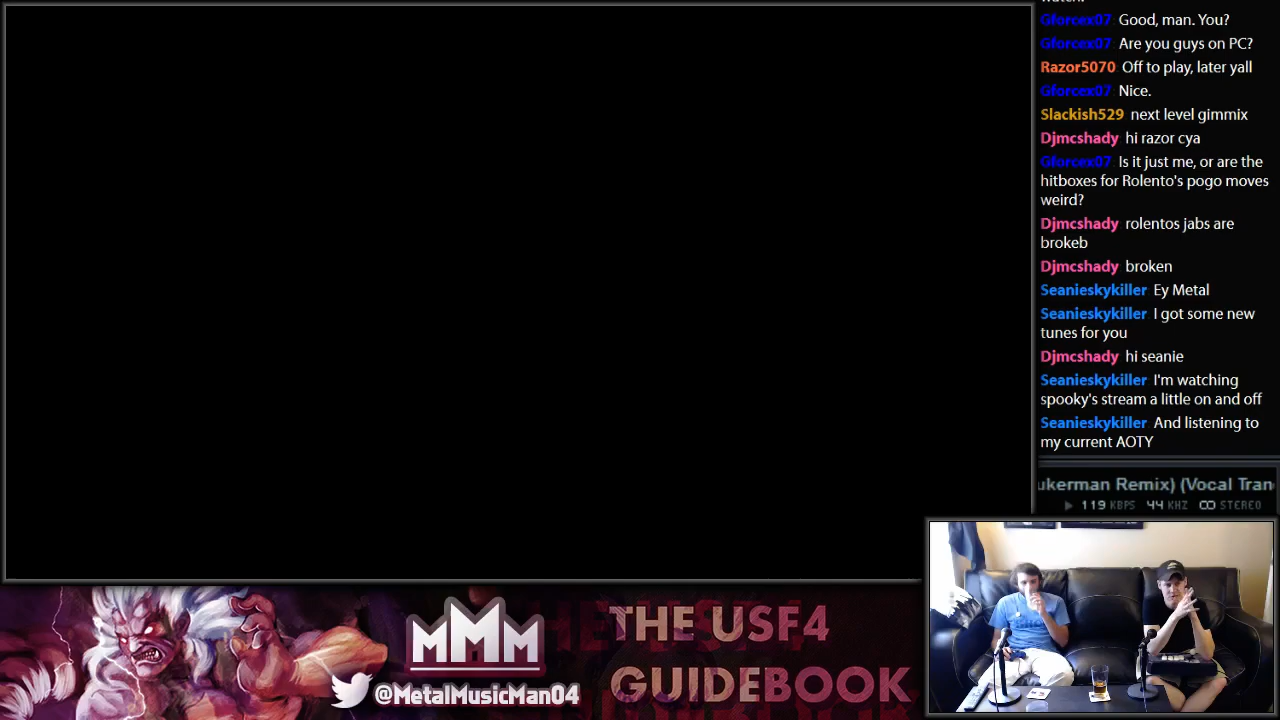 Gforcex07: Good, man. You?
Gforcex07: Are you guys on PC?
Razor5070 Off to play, later yall
Gforcex07: Nice.
Slackish529 next level gimmix
Djmcshady hi razor cya
Gforcex07: Is it just me, or are the
hitboxes for Rolento's pogo moves
weird?
Djmcshady rolentos jabs are
brokeb
Djmcshady broken
Seanieskykiller Ey Metal
Seanieskykiller I got some new
tunes for you
Djmcshady hi seanie
Seanieskykiller I'm watching
spooky's stream a little on and off
Seanieskykiller And listening to
my current AOTY
ukerman Remix) (Vocal Tran
119 KBPS 44 KHZ STEREO
MMM
@MetalMusicMan04
THE USF4
GUIDEBOOK